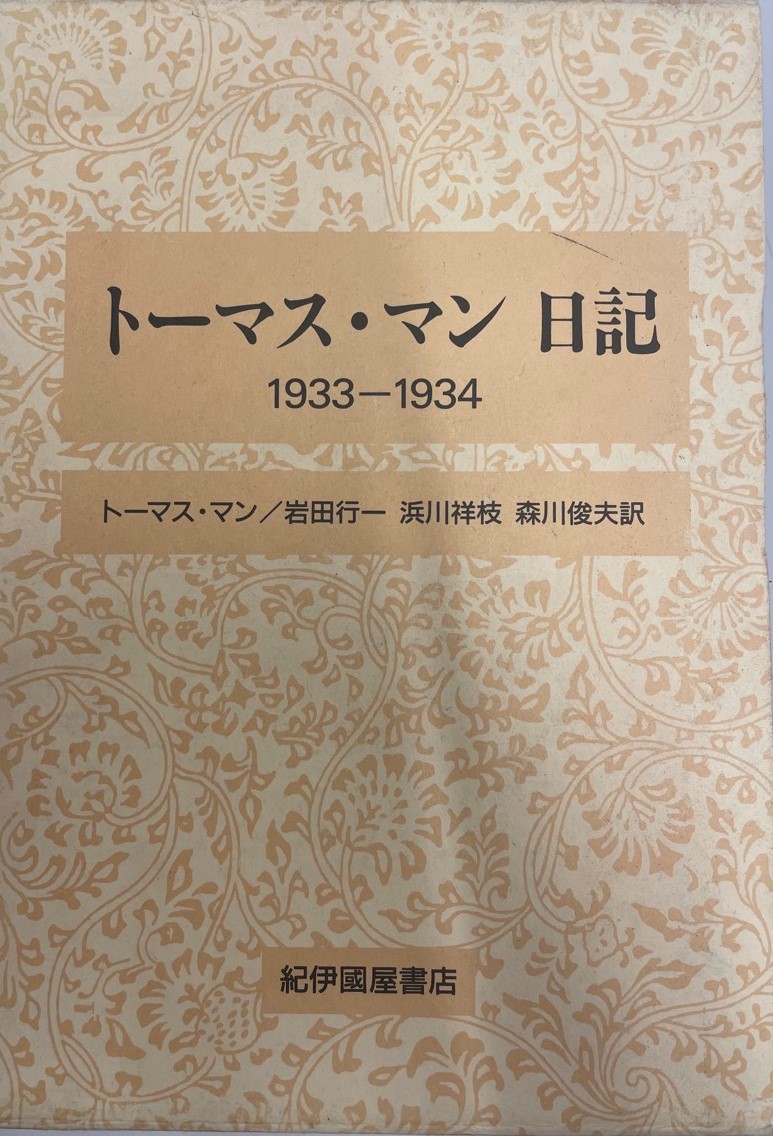 トーマス・マン 日記
1933－1934
トーマス・マン／岩田行一 浜川祥枝 森川俊夫訳
紀伊國屋書店